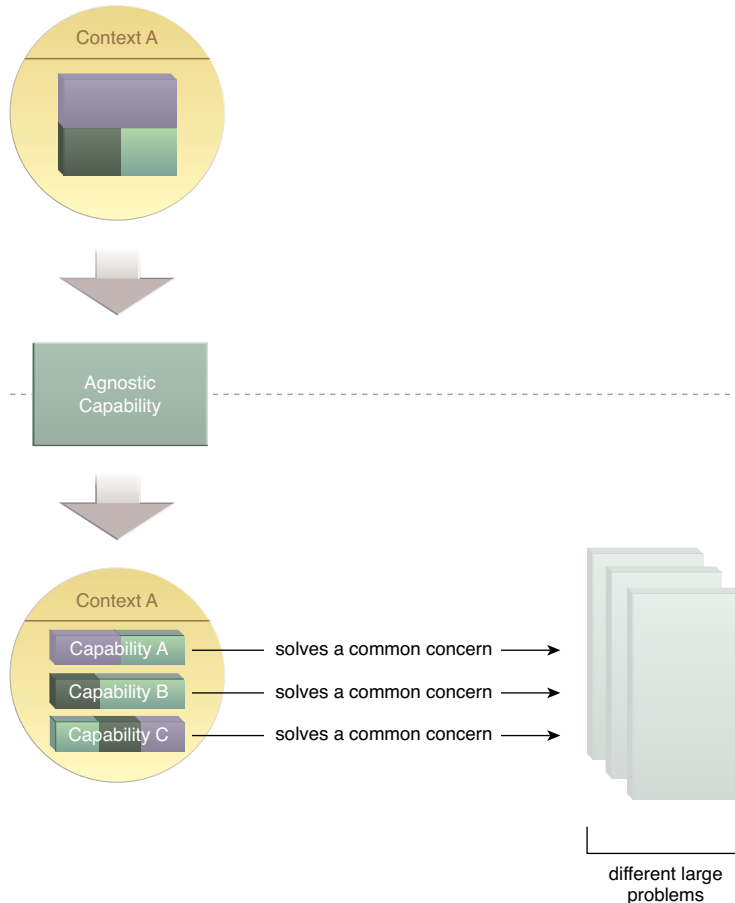 Context A
Agnostic
Capability
Context A
Capability A
solves a common concern
Capability B
solves a common concern
Capability C
solves a common concern
different large
problems